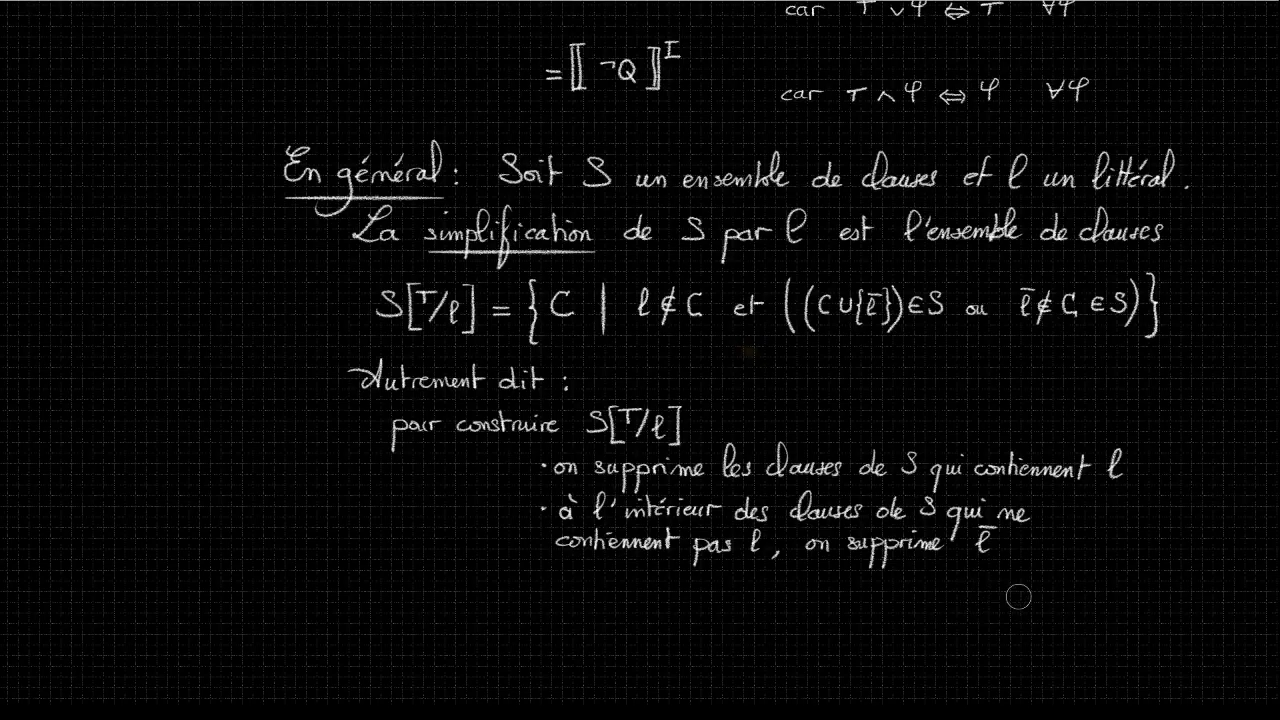 car ⊤ ∨ φ ⇔ ⊤ ∀φ
= ⟦ ¬Q ⟧^I
car ⊤ ∧ φ ⇔ φ ∀φ
En général : Soit S un ensemble de clauses et l un littéral.
La simplification de S par l est l'ensemble de clauses
S[⊤/l] = { C | l ∉ C et ((C ∪ {l̄}) ∈ S ou l̄ ∉ C ∈ S) }
Autrement dit :
pour construire S[⊤/l]
· on supprime les clauses de S qui contiennent l
· à l'intérieur des clauses de S qui ne
contiennent pas l, on supprime l̄